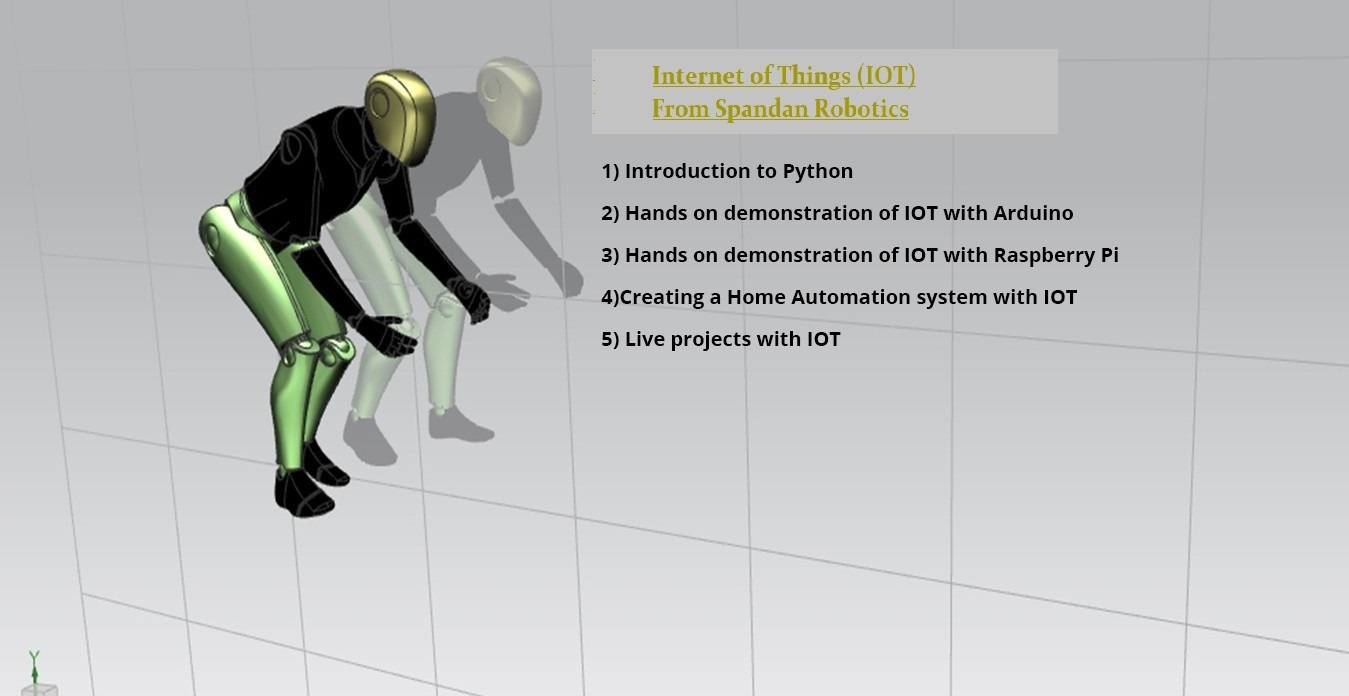 Internet of Things (IOT)
From Spandan Robotics
1) Introduction to Python
2) Hands on demonstration of IOT with Arduino
3) Hands on demonstration of IOT with Raspberry Pi
4)Creating a Home Automation system with IOT
5) Live projects with IOT
Y